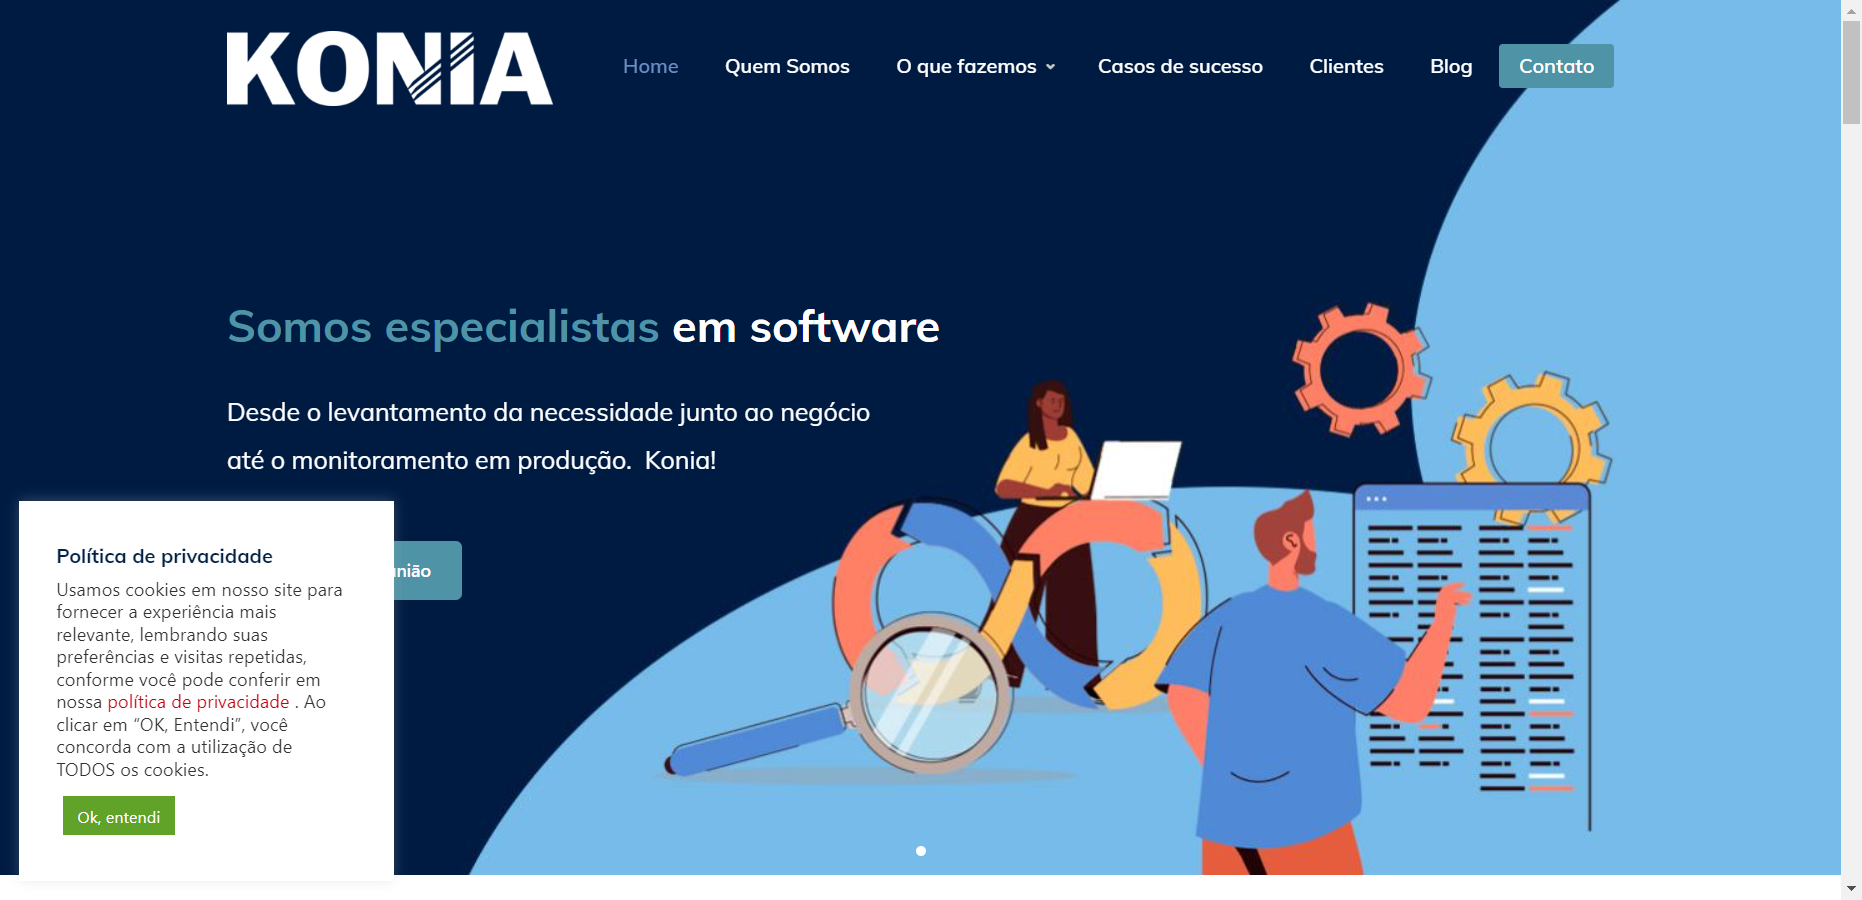 KONIA
Home
Quem Somos
O que fazemos
Casos de sucesso
Clientes
Blog
Contato
Somos especialistas em software
Desde o levantamento da necessidade junto ao negócio
até o monitoramento em produção. Konia!
Política de privacidade
Usamos cookies em nosso site para
fornecer a experiência mais
relevante, lembrando suas
preferências e visitas repetidas,
conforme você pode conferir em
nossa política de privacidade . Ao
clicar em “OK, Entendi”, você
concorda com a utilização de
TODOS os cookies.
Ok, entendi